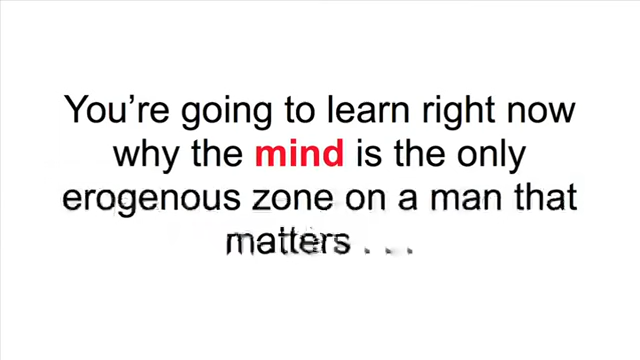 You're going to learn right now
why the mind is the only
erogenous zone on a man that
matters . . .